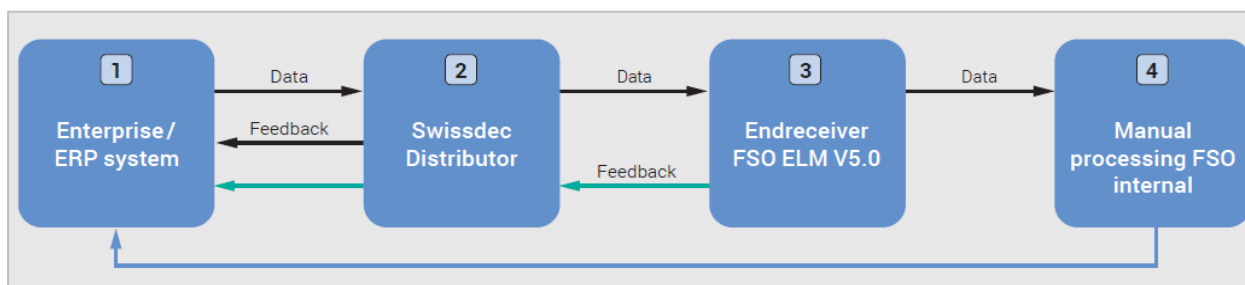 1
Enterprise/
ERP system
Data
Feedback
2
Swissdec
Distributor
Data
Feedback
3
Endreceiver
FSO ELM V5.0
Data
4
Manual
processing FSO
internal